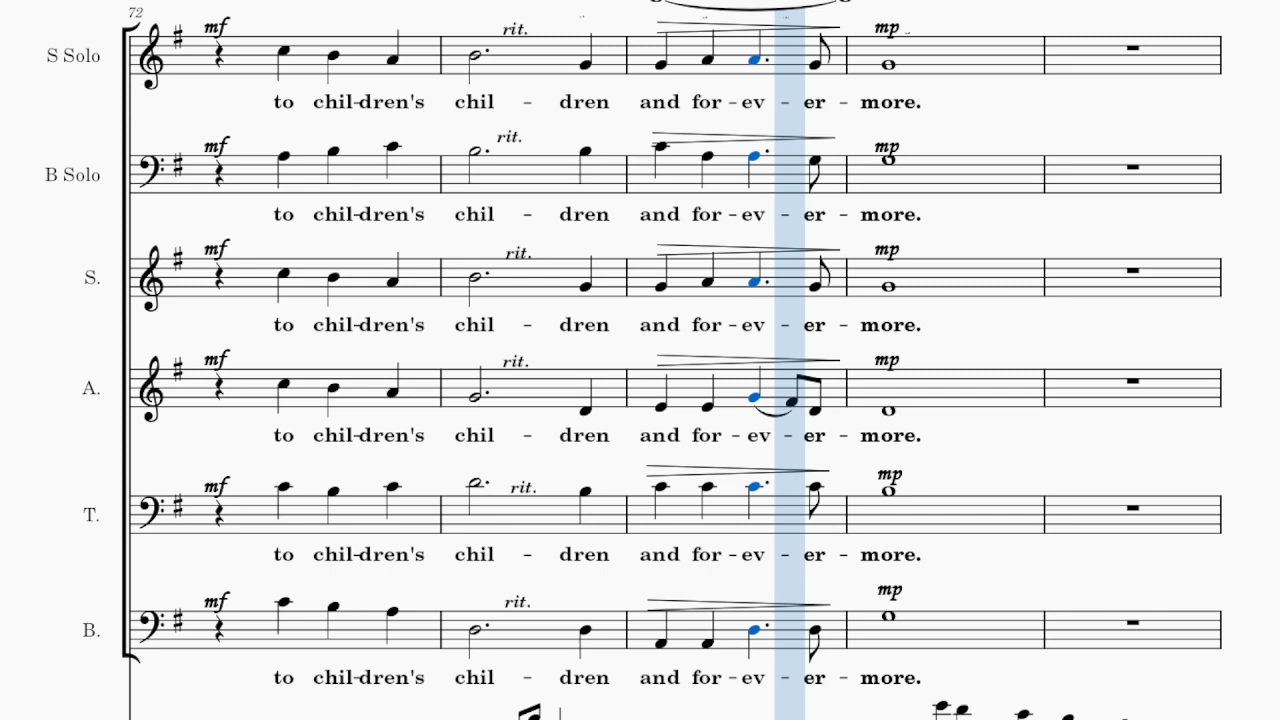 72
mf rit. mp
S Solo
to chil-dren's chil - dren and for - ev - er - more.
mf rit. mp
B Solo
to chil-dren's chil - dren and for - ev - er - more.
mf rit. mp
S.
to chil-dren's chil - dren and for - ev - er - more.
mf rit. mp
A.
to chil-dren's chil - dren and for - ev - er - more.
mf rit. mp
T.
to chil-dren's chil - dren and for - ev - er - more.
mf rit. mp
B.
to chil-dren's chil - dren and for - ev - er - more.